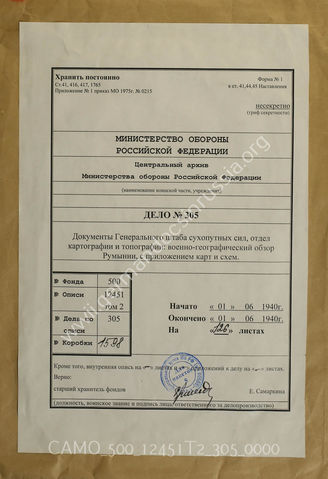 Хранить постоянно
Ст.41, 416, 417, 1765
Приложение № 1 приказ МО 1975г. № 0215
Форма № 1
к ст. 41,44,45 Наставления
несекретно
(гриф секретности)
МИНИСТЕРСТВО ОБОРОНЫ
РОССИЙСКОЙ ФЕДЕРАЦИИ
Центральный архив
Министерства обороны Российской Федерации
(наименование воинской части, учреждения)
ДЕЛО № 305
Документы Генерального штаба сухопутных сил, отдел
картографии и топографии: военно-географический обзор
Румынии, с приложением карт и схем.
№ Фонда 500
№ Описи 12451
том 2
№ Дела по описи 305
№ Коробки 1598
Начато « 01 » 06 1940г.
Окончено « 01 » 06 1940г.
На «126» листах
Кроме того, внутренняя опись на листах и приложений к делу на листах.
Верно:
старший хранитель фондов
Е. Самаркина
(должность, воинское звание и подпись лица, ответственного за делопроизводство)
CAMO_500_12451T2_305_0000